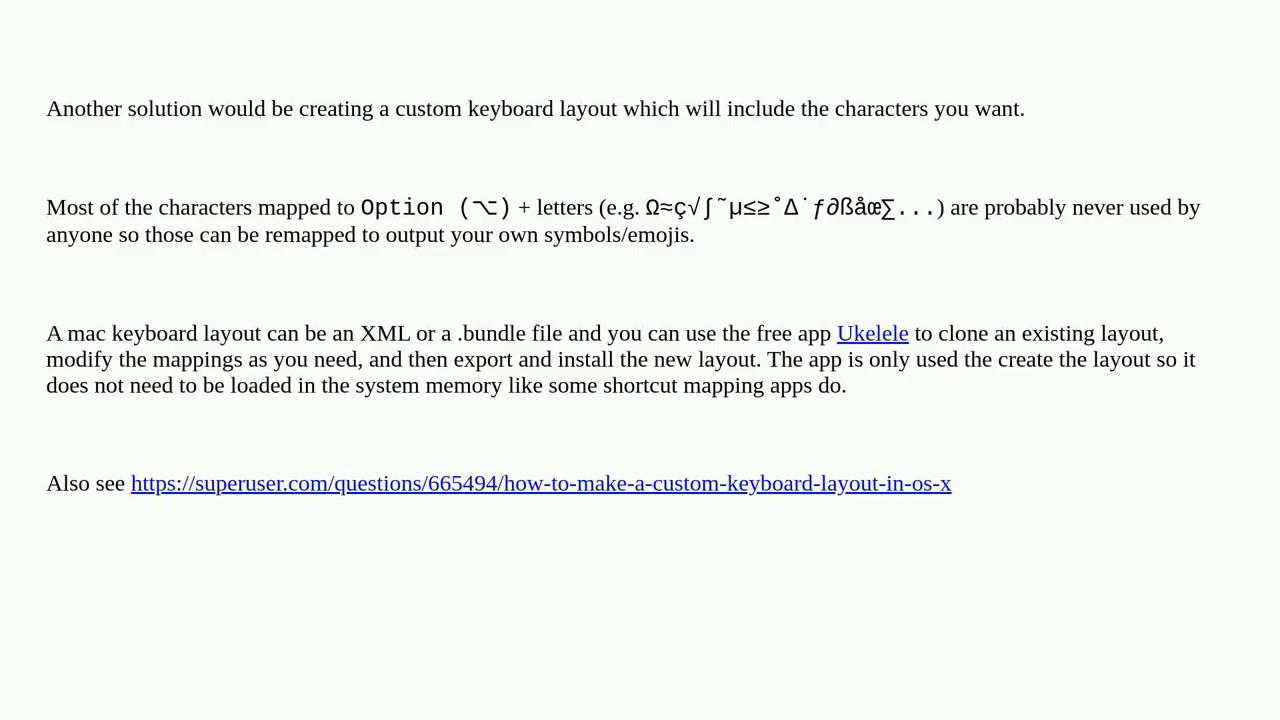 Another solution would be creating a custom keyboard layout which will include the characters you want.
Most of the characters mapped to Option (⌥) + letters (e.g. Ω≈ç√∫˜µ≤≥˚∆˙ƒ∂ßåœ∑...) are probably never used by
anyone so those can be remapped to output your own symbols/emojis.
A mac keyboard layout can be an XML or a .bundle file and you can use the free app Ukelele to clone an existing layout,
modify the mappings as you need, and then export and install the new layout. The app is only used the create the layout so it
does not need to be loaded in the system memory like some shortcut mapping apps do.
Also see https://superuser.com/questions/665494/how-to-make-a-custom-keyboard-layout-in-os-x